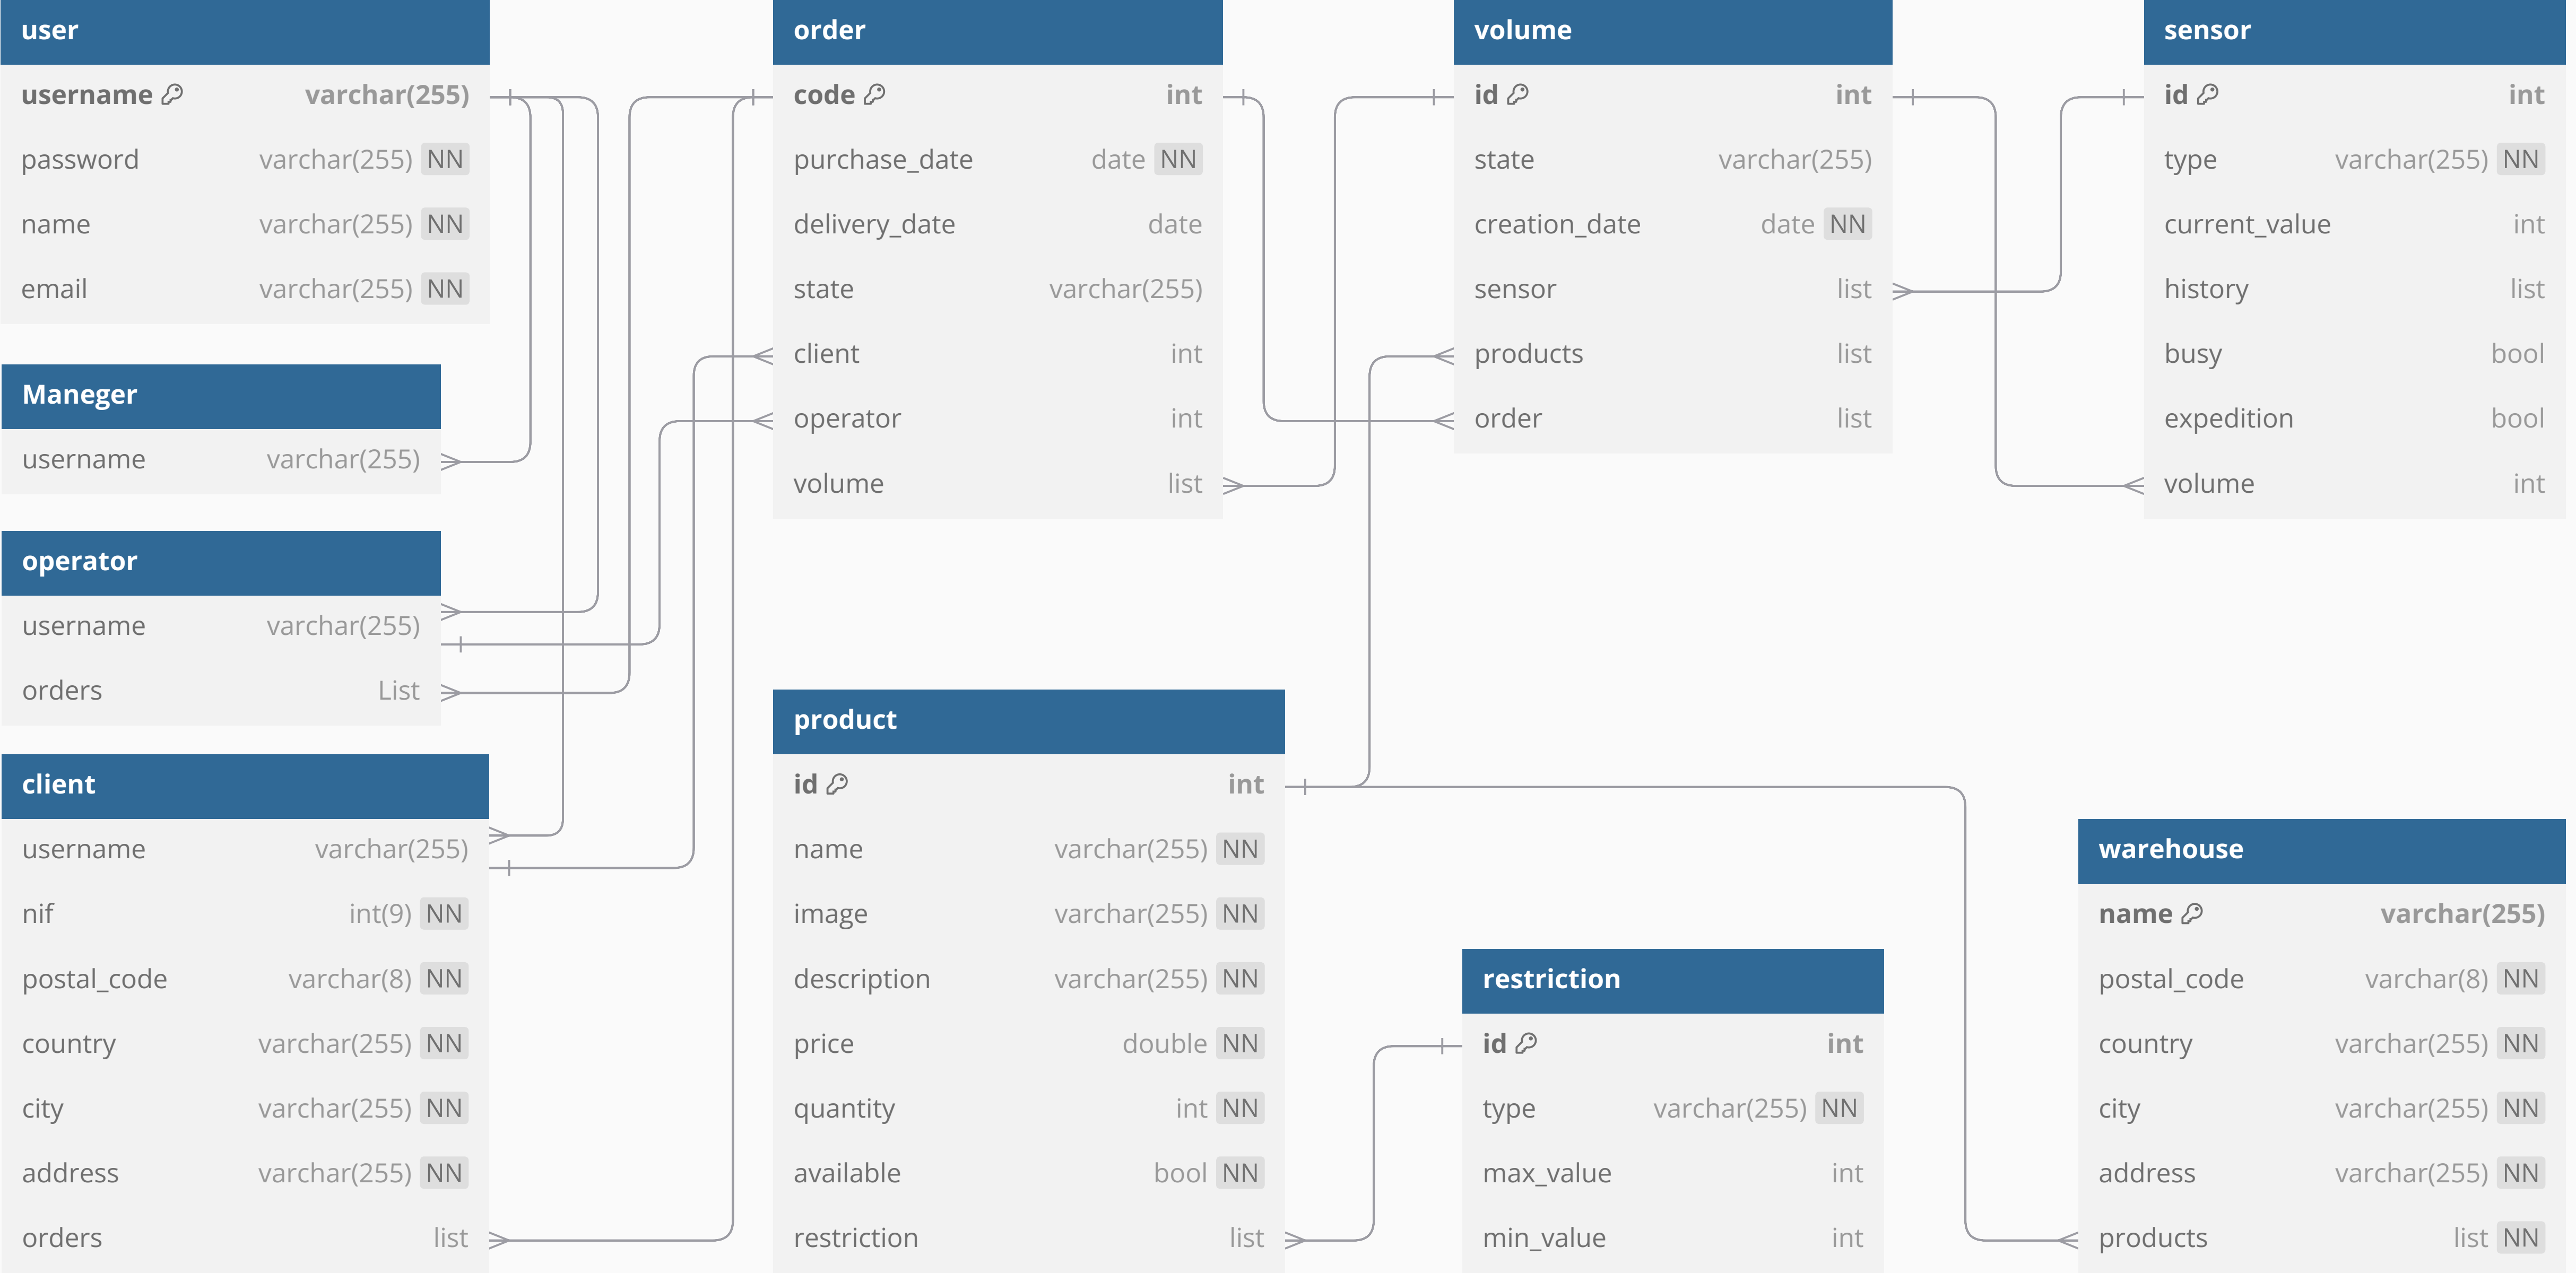 user
username varchar(255)
password varchar(255) NN
name varchar(255) NN
email varchar(255) NN
Maneger
username varchar(255)
operator
username varchar(255)
orders List
client
username varchar(255)
nif int(9) NN
postal_code varchar(8) NN
country varchar(255) NN
city varchar(255) NN
address varchar(255) NN
orders list
order
code int
purchase_date date NN
delivery_date date
state varchar(255)
client int
operator int
volume list
product
id int
name varchar(255) NN
image varchar(255) NN
description varchar(255) NN
price double NN
quantity int NN
available bool NN
restriction list
volume
id int
state varchar(255)
creation_date date NN
sensor list
products list
order list
restriction
id int
type varchar(255) NN
max_value int
min_value int
sensor
id int
type varchar(255) NN
current_value int
history list
busy bool
expedition bool
volume int
warehouse
name varchar(255)
postal_code varchar(8) NN
country varchar(255) NN
city varchar(255) NN
address varchar(255) NN
products list NN